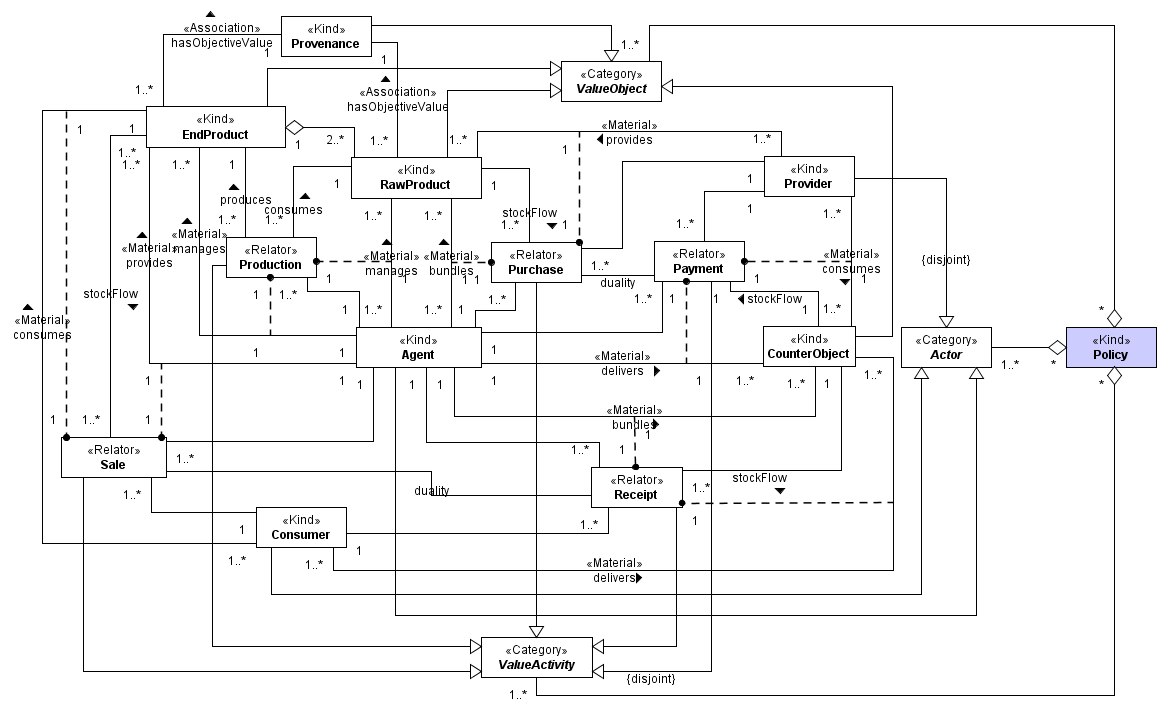 «Association»
hasObjectiveValue
1
1..*
«Kind»
Provenance
1
1..*
«Category»
ValueObject
«Association»
hasObjectiveValue
«Kind»
EndProduct
1
1
1
1..*
1..*
1..*
1
2..*
1..*
1..*
«Material»
provides
1
1..*
«Kind»
RawProduct
1
1
«Kind»
Provider
1
1
1..*
produces
consumes
1..*
1..*
1..*
1..*
stockFlow
1..*
1
1..*
«Material»
manages
«Material»
provides
«Relator»
Production
«Material»
manages
«Material»
bundles
«Relator»
Purchase
«Relator»
Payment
«Material»
consumes
{disjoint}
1
1
1
1
1..*
duality
1
stockFlow
1
1..*
1..*
1
stockFlow
«Material»
consumes
1
1..*
1..*
1
1
1
1..*
«Kind»
Agent
«Kind»
CounterObject
«Category»
Actor
«Kind»
Policy
*
*
*
1..*
1
1
1
1
1
1
1
«Material»
delivers
1
1..*
1..*
1
1..*
1
1..*
1
«Material»
bundles
1
1
1..*
«Relator»
Sale
1..*
1..*
duality
«Relator»
Receipt
1..*
1
stockFlow
«Kind»
Consumer
1
1..*
1
1..*
1..*
«Material»
delivers
«Category»
ValueActivity
{disjoint}
1..*